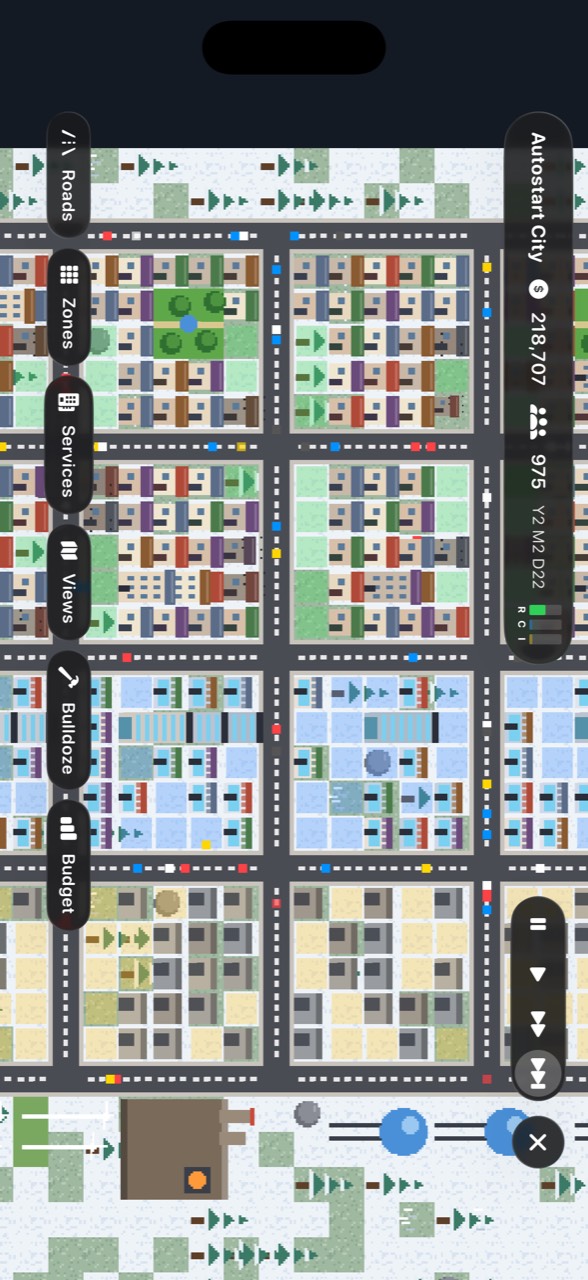 Autostart City $ 218,707 975 Y2 M2 D22
R C I
Roads
Zones
Services
Views
Bulldoze
Budget